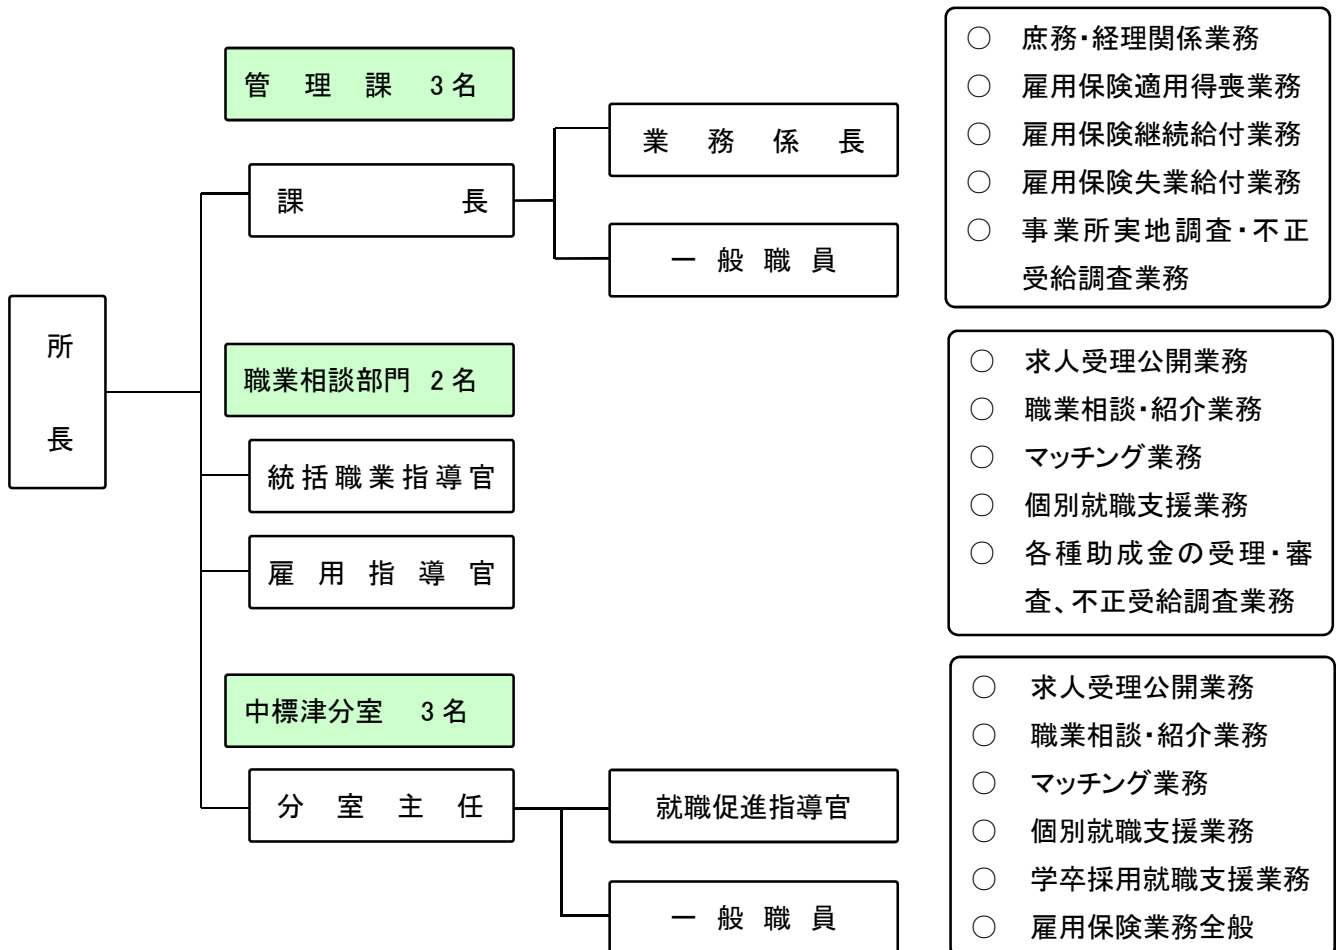 管理課 3名
課長
業務係長
一般職員
○ 庶務・経理関係業務
○ 雇用保険適用得喪業務
○ 雇用保険継続給付業務
○ 雇用保険失業給付業務
○ 事業所実地調査・不正
受給調査業務
所長
職業相談部門 2名
統括職業指導官
雇用指導官
○ 求人受理公開業務
○ 職業相談・紹介業務
○ マッチング業務
○ 個別就職支援業務
○ 各種助成金の受理・審
査、不正受給調査業務
中標津分室 3名
分室主任
就職促進指導官
一般職員
○ 求人受理公開業務
○ 職業相談・紹介業務
○ マッチング業務
○ 個別就職支援業務
○ 学卒採用就職支援業務
○ 雇用保険業務全般